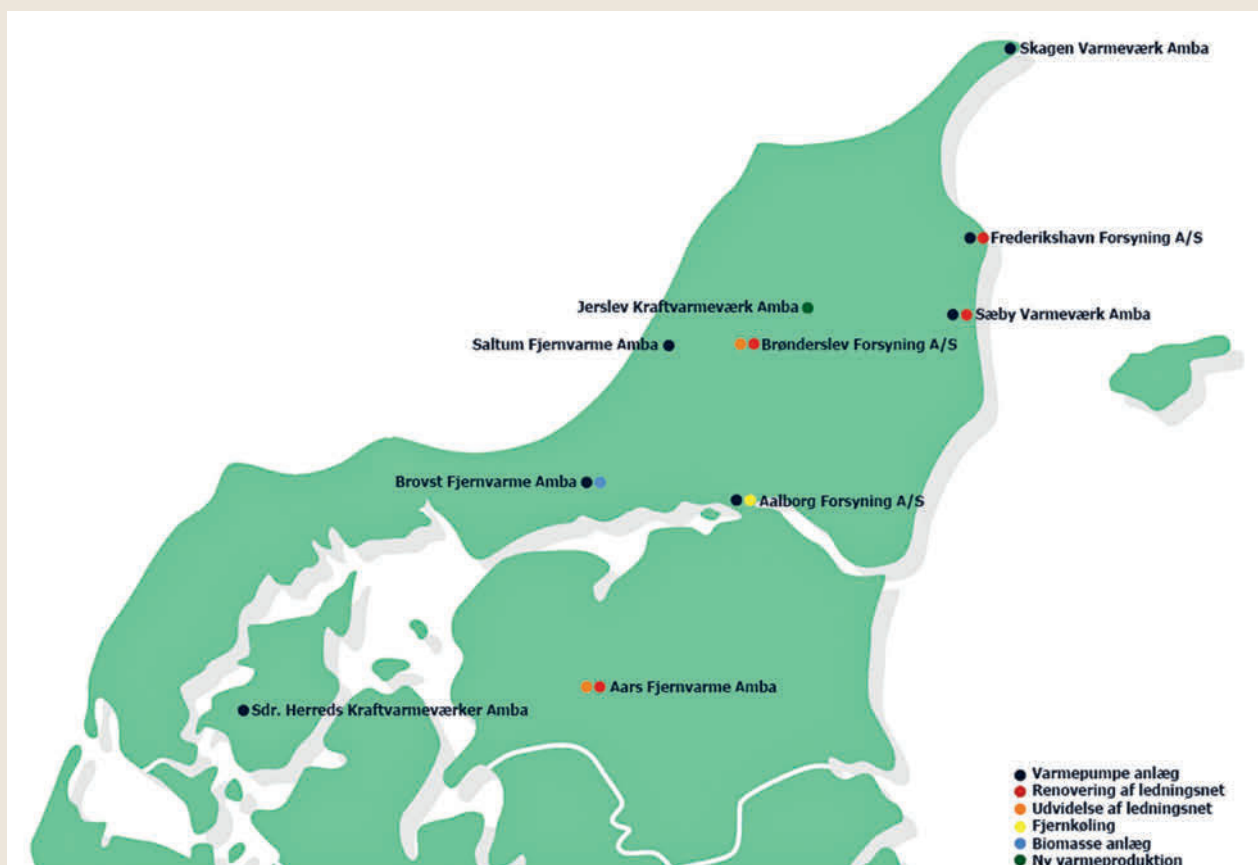 Skagen Varmeværk Amba
Frederikshavn Forsyning A/S
Jerslev Kraftvarmeværk Amba
Sæby Varmeværk Amba
Saltum Fjernvarme Amba
Brønderslev Forsyning A/S
Brovst Fjernvarme Amba
Aalborg Forsyning A/S
Aars Fjernvarme Amba
Sdr. Herreds Kraftvarmeværker Amba
Varmepumpe anlæg
Renovering af ledningsnet
Udvidelse af ledningsnet
Fjernkøling
Biomasse anlæg
Ny varmeproduktion